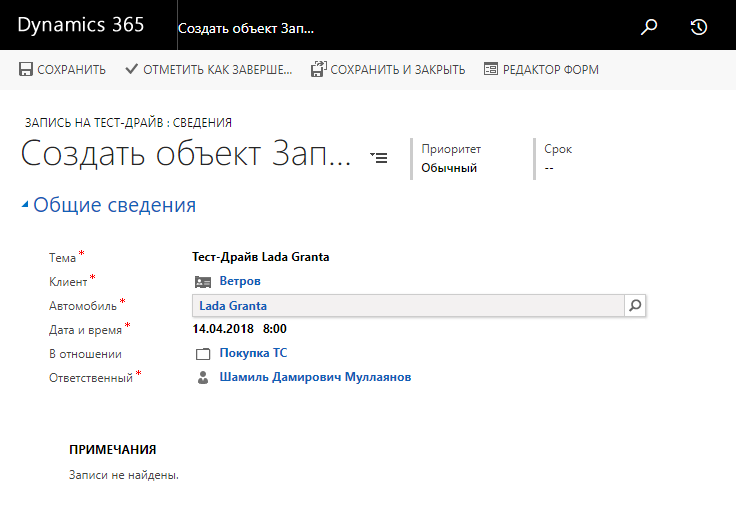 Dynamics 365 Создать объект Зап...
СОХРАНИТЬ ОТМЕТИТЬ КАК ЗАВЕРШЕ... СОХРАНИТЬ И ЗАКРЫТЬ РЕДАКТОР ФОРМ
ЗАПИСЬ НА ТЕСТ-ДРАЙВ : СВЕДЕНИЯ
Создать объект Зап...
Приоритет Срок
Обычный --
Общие сведения
Тема * Тест-Драйв Lada Granta
Клиент * Ветров
Автомобиль * Lada Granta
Дата и время * 14.04.2018 8:00
В отношении Покупка ТС
Ответственный * Шамиль Дамирович Муллаянов
ПРИМЕЧАНИЯ
Записи не найдены.